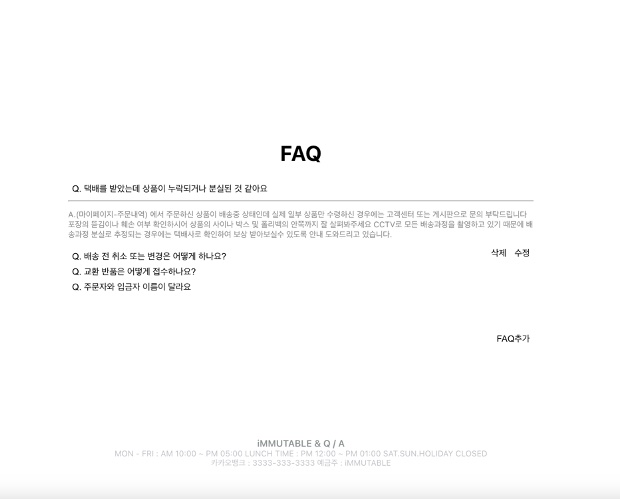 FAQ
Q. 택배를 받았는데 상품이 누락되거나 분실된 것 같아요
A.(마이페이지-주문내역) 에서 주문하신 상품이 배송중 상태인데 실제 일부 상품만 수령하신 경우에는 고객센터 또는 게시판으로 문의 부탁드립니다
포장의 뜯김이나 훼손 여부 확인하시어 상품의 사이나 박스 및 폴리백의 안쪽까지 잘 살펴봐주세요 CCTV로 모든 배송과정을 촬영하고 있기 때문에 배
송과정 분실로 추정되는 경우에는 택배사로 확인하여 보상 받아보실수 있도록 안내 도와드리고 있습니다.
삭제 수정
Q. 배송 전 취소 또는 변경은 어떻게 하나요?
Q. 교환 반품은 어떻게 접수하나요?
Q. 주문자와 입금자 이름이 달라요
FAQ추가
iMMUTABLE & Q / A
MON - FRI : AM 10:00 ~ PM 05:00 LUNCH TIME : PM 12:00 ~ PM 01:00 SAT.SUN.HOLIDAY CLOSED
카카오뱅크 : 3333-333-3333 예금주 : iMMUTABLE